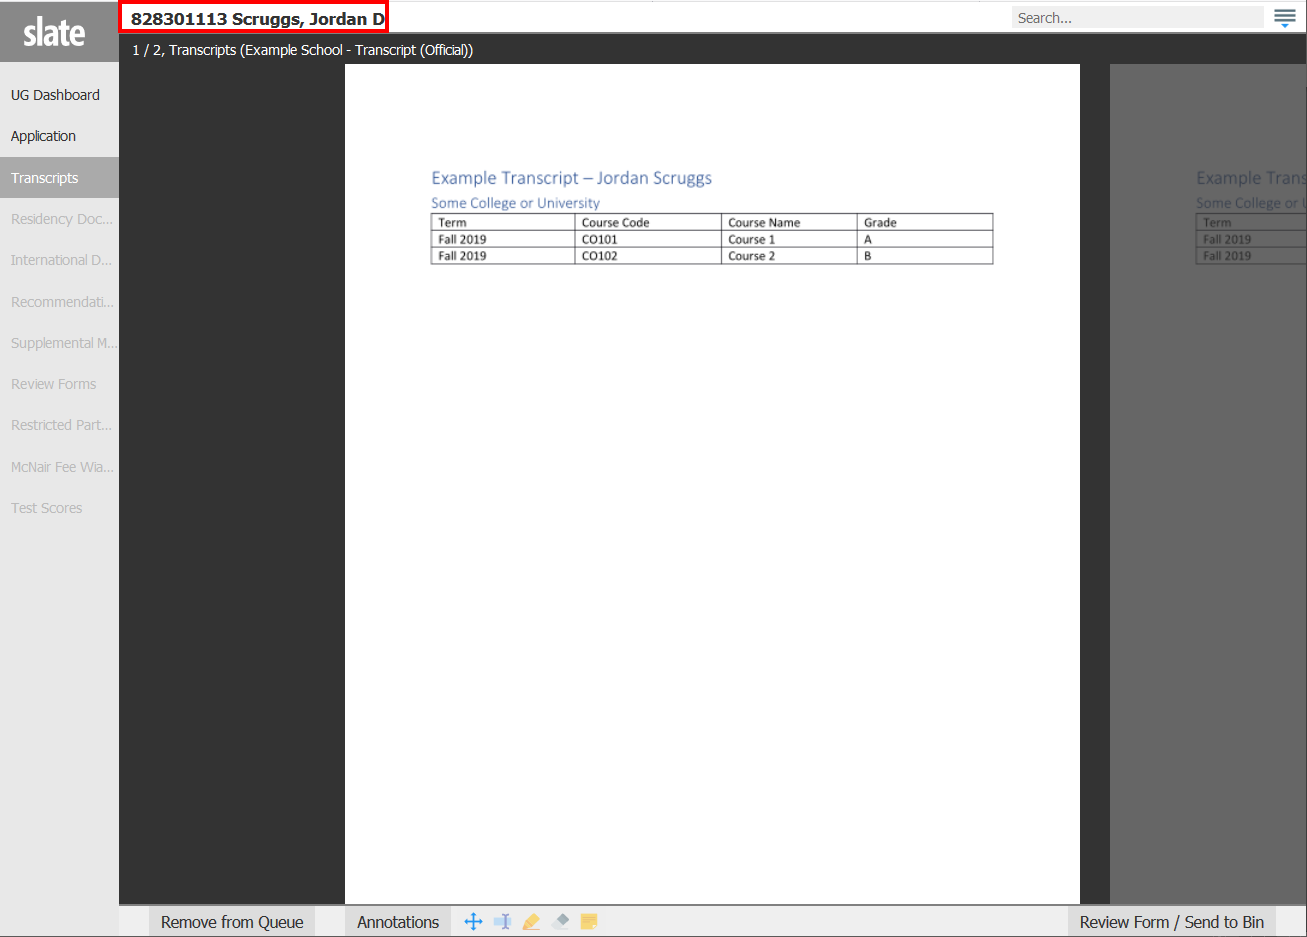 slate
828301113 Scruggs, Jordan D
Search...
1 / 2, Transcripts (Example School - Transcript (Official))
UG Dashboard
Application
Transcripts
Residency Doc...
International D...
Recommendati...
Supplemental M...
Review Forms
Restricted Part...
McNair Fee Wia...
Test Scores
Example Transcript – Jordan Scruggs
Some College or University
Term Course Code Course Name Grade
Fall 2019 CO101 Course 1 A
Fall 2019 CO102 Course 2 B
Example Trans
Some College or U
Term
Fall 2019
Fall 2019
Remove from Queue
Annotations
Review Form / Send to Bin